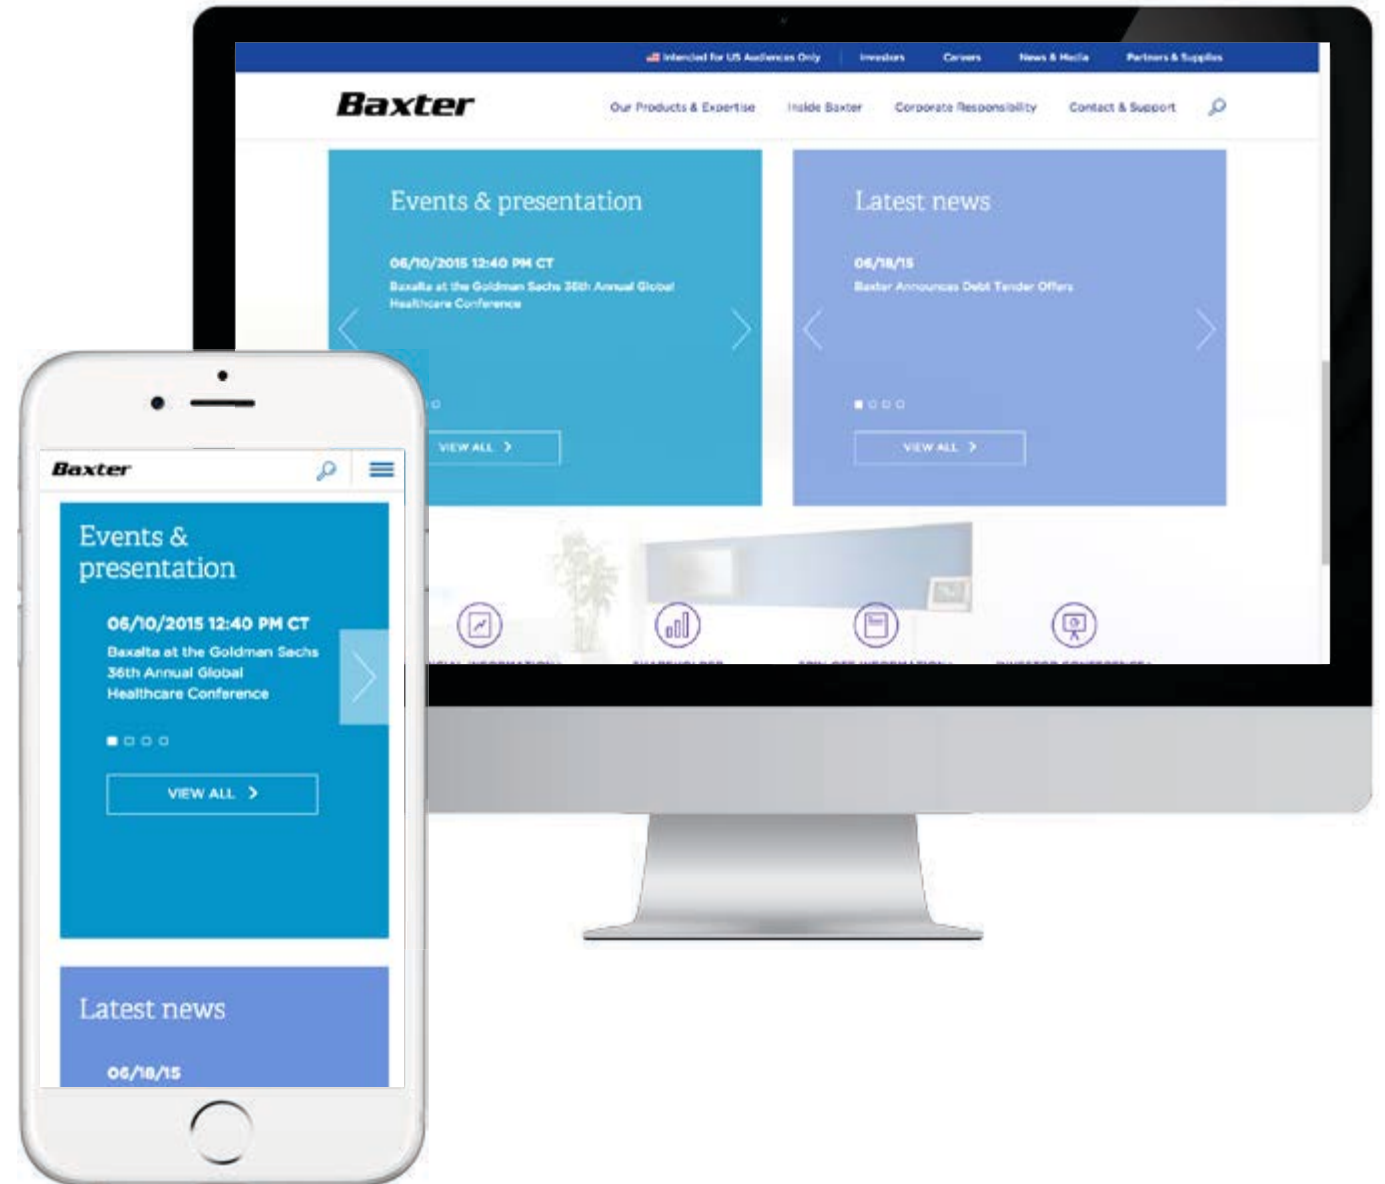 Intended for US Audiences Only Investors Careers News & Media Partners & Supplies
Baxter Our Products & Expertise Inside Baxter Corporate Responsibility Contact & Support
Events & presentation
06/10/2015 12:40 PM CT
Baxalta at the Goldman Sachs 36th Annual Global
Healthcare Conference
VIEW ALL
Latest news
06/18/15
Baxter Announces Debt Tender Offers
VIEW ALL
Baxter
Events &
presentation
06/10/2015 12:40 PM CT
Baxalta at the Goldman Sachs
36th Annual Global
Healthcare Conference
VIEW ALL
Latest news
06/18/15